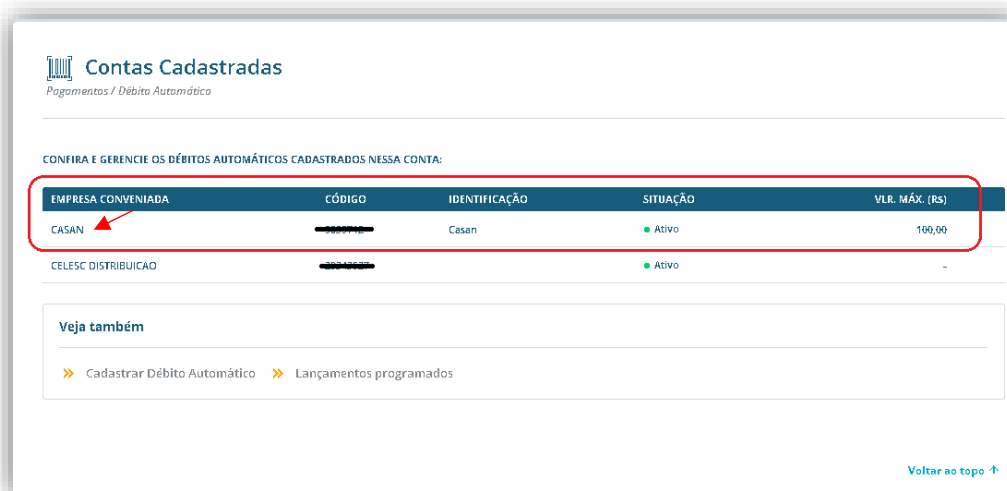 Contas Cadastradas
Pagamentos / Débito Automático
CONFIRA E GERENCIE OS DÉBITOS AUTOMÁTICOS CADASTRADOS NESSA CONTA:
EMPRESA CONVENIADA CÓDIGO IDENTIFICAÇÃO SITUAÇÃO VLR. MÁX. (R$)
CASAN Casan Ativo 100,00
CELESC DISTRIBUICAO Ativo -
Veja também
Cadastrar Débito Automático Lançamentos programados
Voltar ao topo